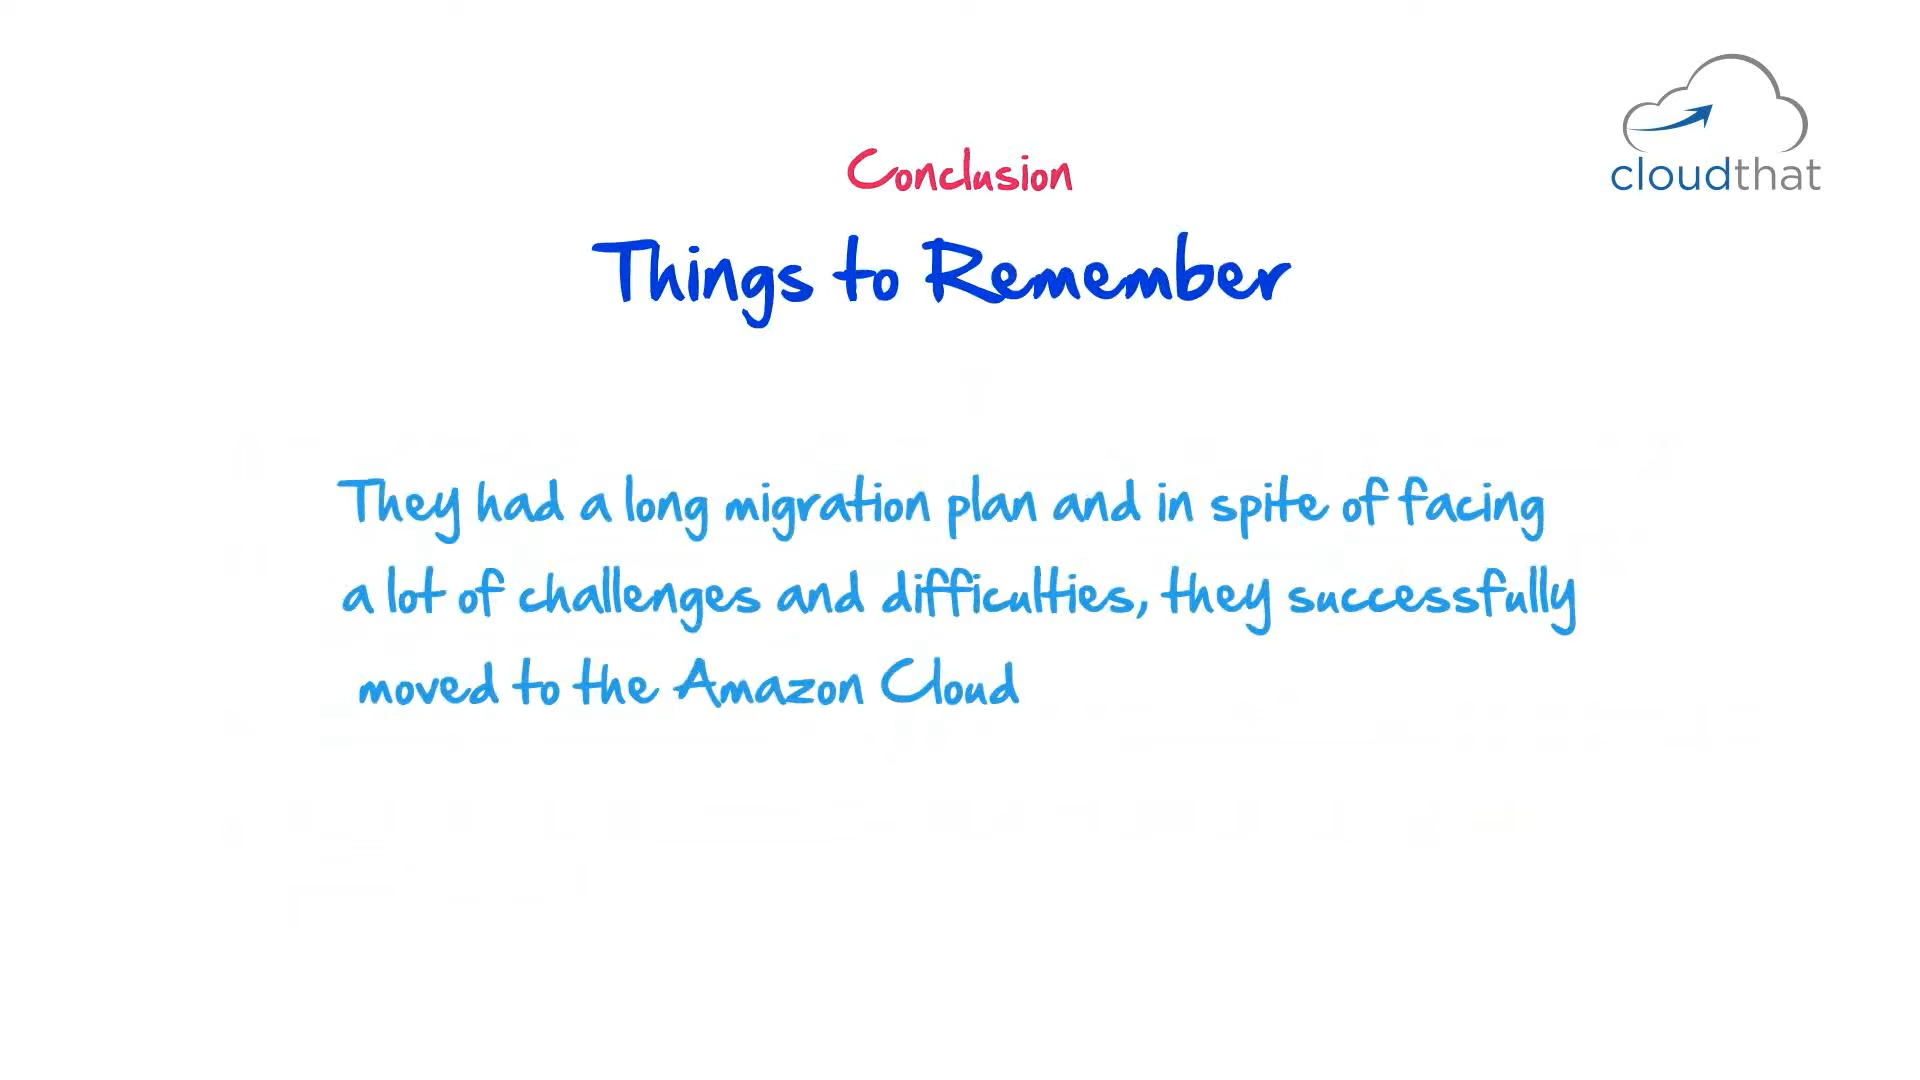 cloudthat
Conclusion
Things to Remember
They had a long migration plan and in spite of facing
a lot of challenges and difficulties, they successfully
moved to the Amazon Cloud